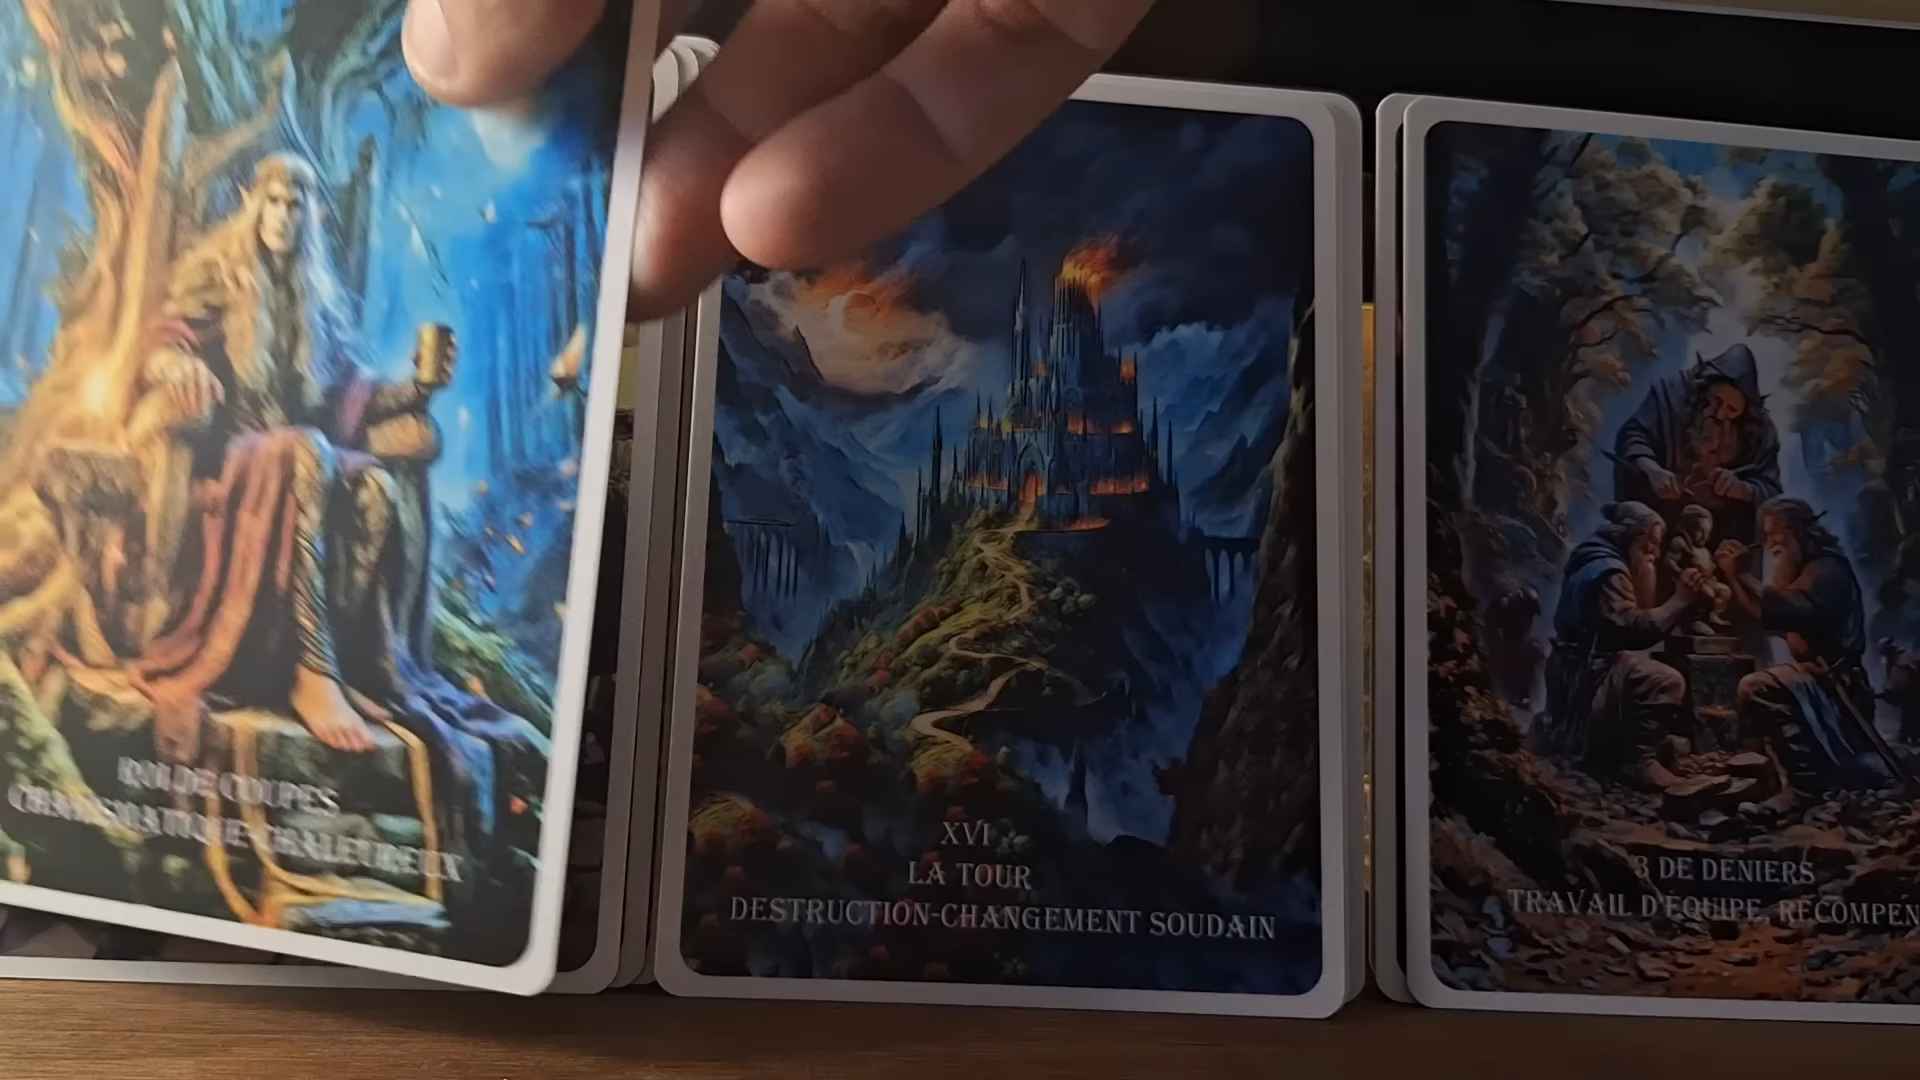 ROI DE COUPES
CHARISMATIQUE-CHALEUREUX
XVI
LA TOUR
DESTRUCTION-CHANGEMENT SOUDAIN
3 DE DENIERS
TRAVAIL D'ÉQUIPE, RÉCOMPEN